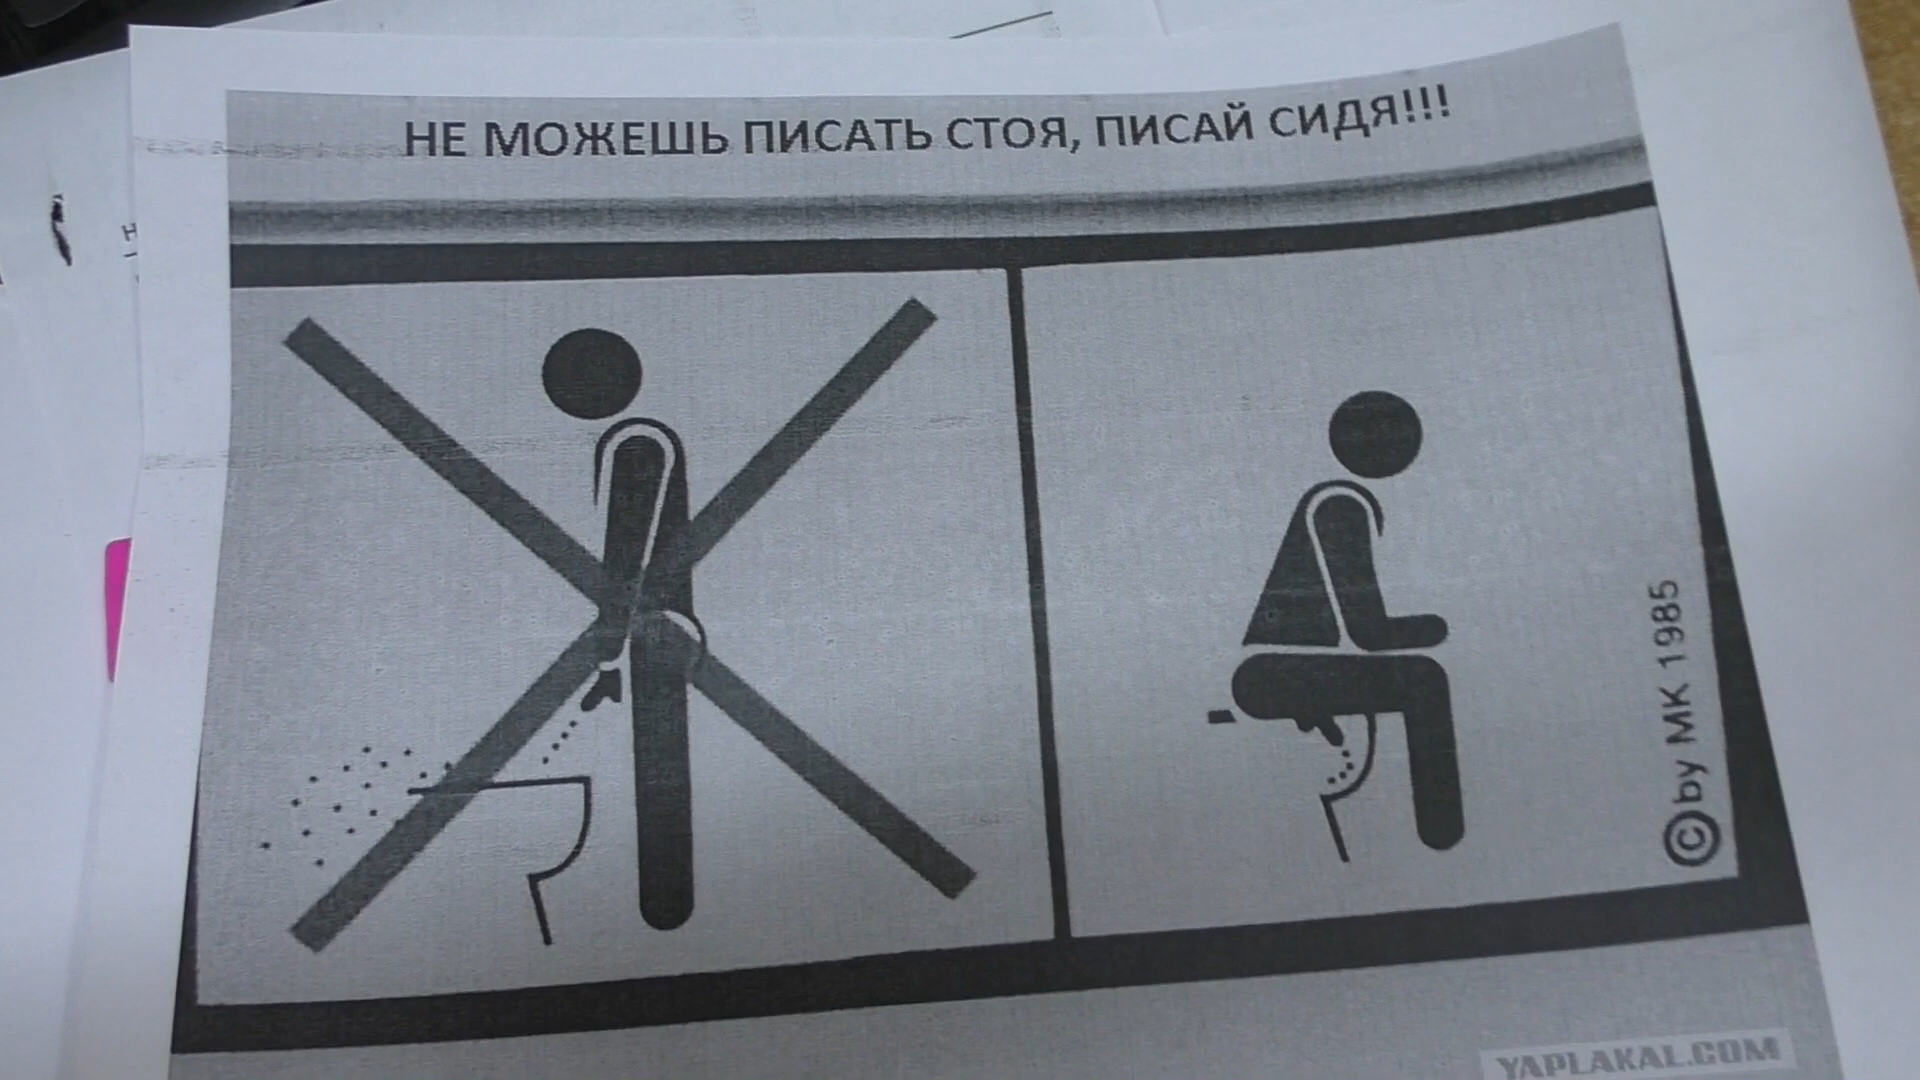 НЕ МОЖЕШЬ ПИСАТЬ СТОЯ, ПИСАЙ СИДЯ!!!
© by MK 1985
YAPLAKAL.COM